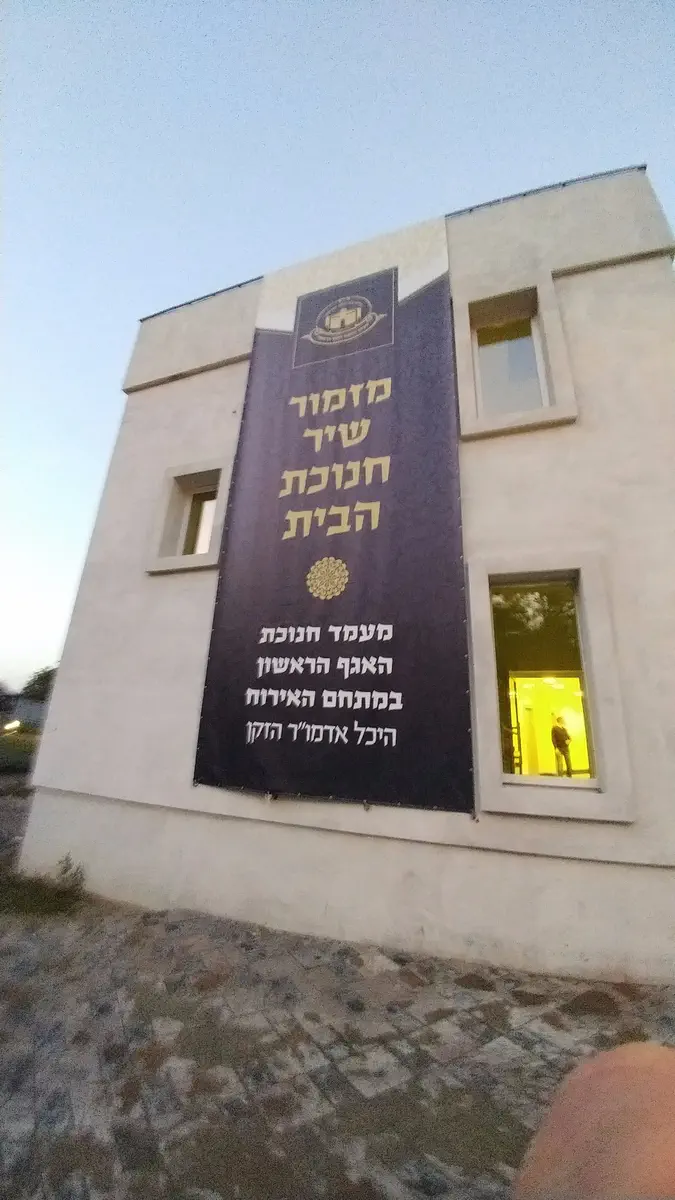 מזמור
שיר
חנוכת
הבית
מעמד חנוכת
האגף הראשון
במתחם האירוח
היכל אדמו"ר הזקן